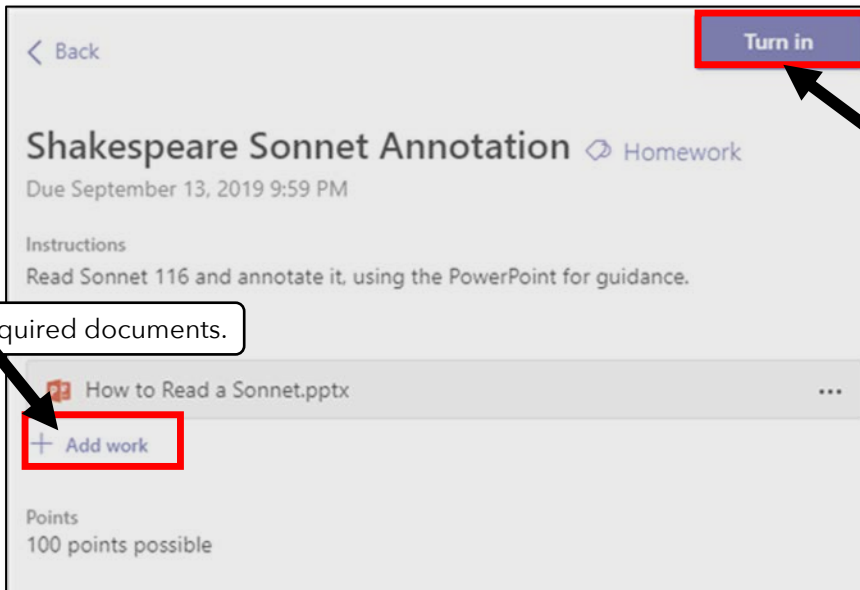 Back
Turn in
Shakespeare Sonnet Annotation Homework
Due September 13, 2019 9:59 PM
Instructions
Read Sonnet 116 and annotate it, using the PowerPoint for guidance.
quired documents.
How to Read a Sonnet.pptx
...
+ Add work
Points
100 points possible